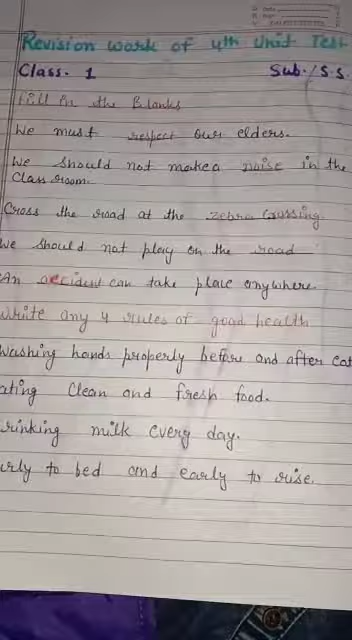 Revision work of 4th Unit Test
Class. 1 Sub./S.S.
Fill in the Blanks
We must respect our elders.
We should not make a noise in the
Class room.
Cross the road at the zebra Crossing
We should not play on the road
An accident can take place anywhere.
Write any 4 rules of good health
Washing hands properly before and after eat
ating Clean and fresh food.
rinking milk every day.
arly to bed and early to rise.